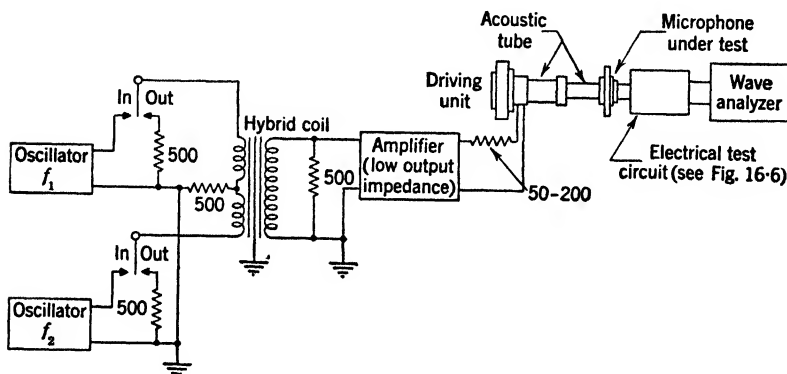 Acoustic
tube
Microphone
under test
Driving
unit
Wave
analyzer
In Out
Hybrid coil
Oscillator
f₁
500
500
500
Amplifier
(low output
impedance)
50-200
Electrical test
circuit (see Fig. 16·6)
In Out
Oscillator
f₂
500